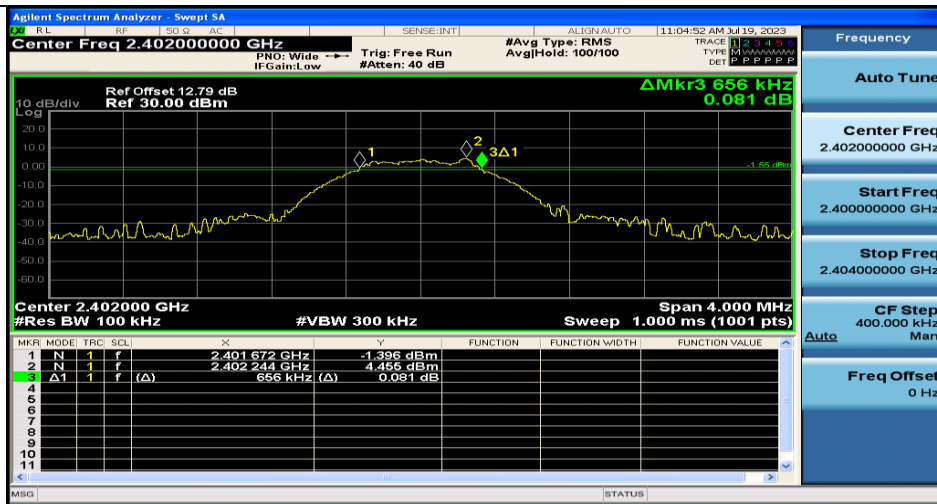 Agilent Spectrum Analyzer - Swept SA
LXI RL RF 50 Ω AC SENSE:INT ALIGN AUTO 11:04:52 AM Jul 19, 2023
Center Freq 2.402000000 GHz
PNO: Wide
IFGain:Low
Trig: Free Run
#Atten: 40 dB
#Avg Type: RMS
Avg|Hold: 100/100
TRACE 1 2 3 4 5 6
TYPE M
DET P P P P P P
ΔMkr3 656 kHz
0.081 dB
Ref Offset 12.79 dB
10 dB/div Ref 30.00 dBm
Log
20.0
10.0
0.00
-10.0
-20.0
-30.0
-40.0
-50.0
-60.0
1
2
3Δ1
-1.55 dBm
Center 2.402000 GHz Span 4.000 MHz
#Res BW 100 kHz #VBW 300 kHz Sweep 1.000 ms (1001 pts)
MKR MODE TRC SCL X Y FUNCTION FUNCTION WIDTH FUNCTION VALUE
1 N 1 f 2.401 672 GHz -1.396 dBm
2 N 1 f 2.402 244 GHz 4.455 dBm
3 Δ1 1 f (Δ) 656 kHz (Δ) 0.081 dB
4
5
6
7
8
9
10
11
MSG STATUS
Frequency
Auto Tune
Center Freq
2.402000000 GHz
Start Freq
2.400000000 GHz
Stop Freq
2.404000000 GHz
CF Step
400.000 kHz
Auto Man
Freq Offset
0 Hz